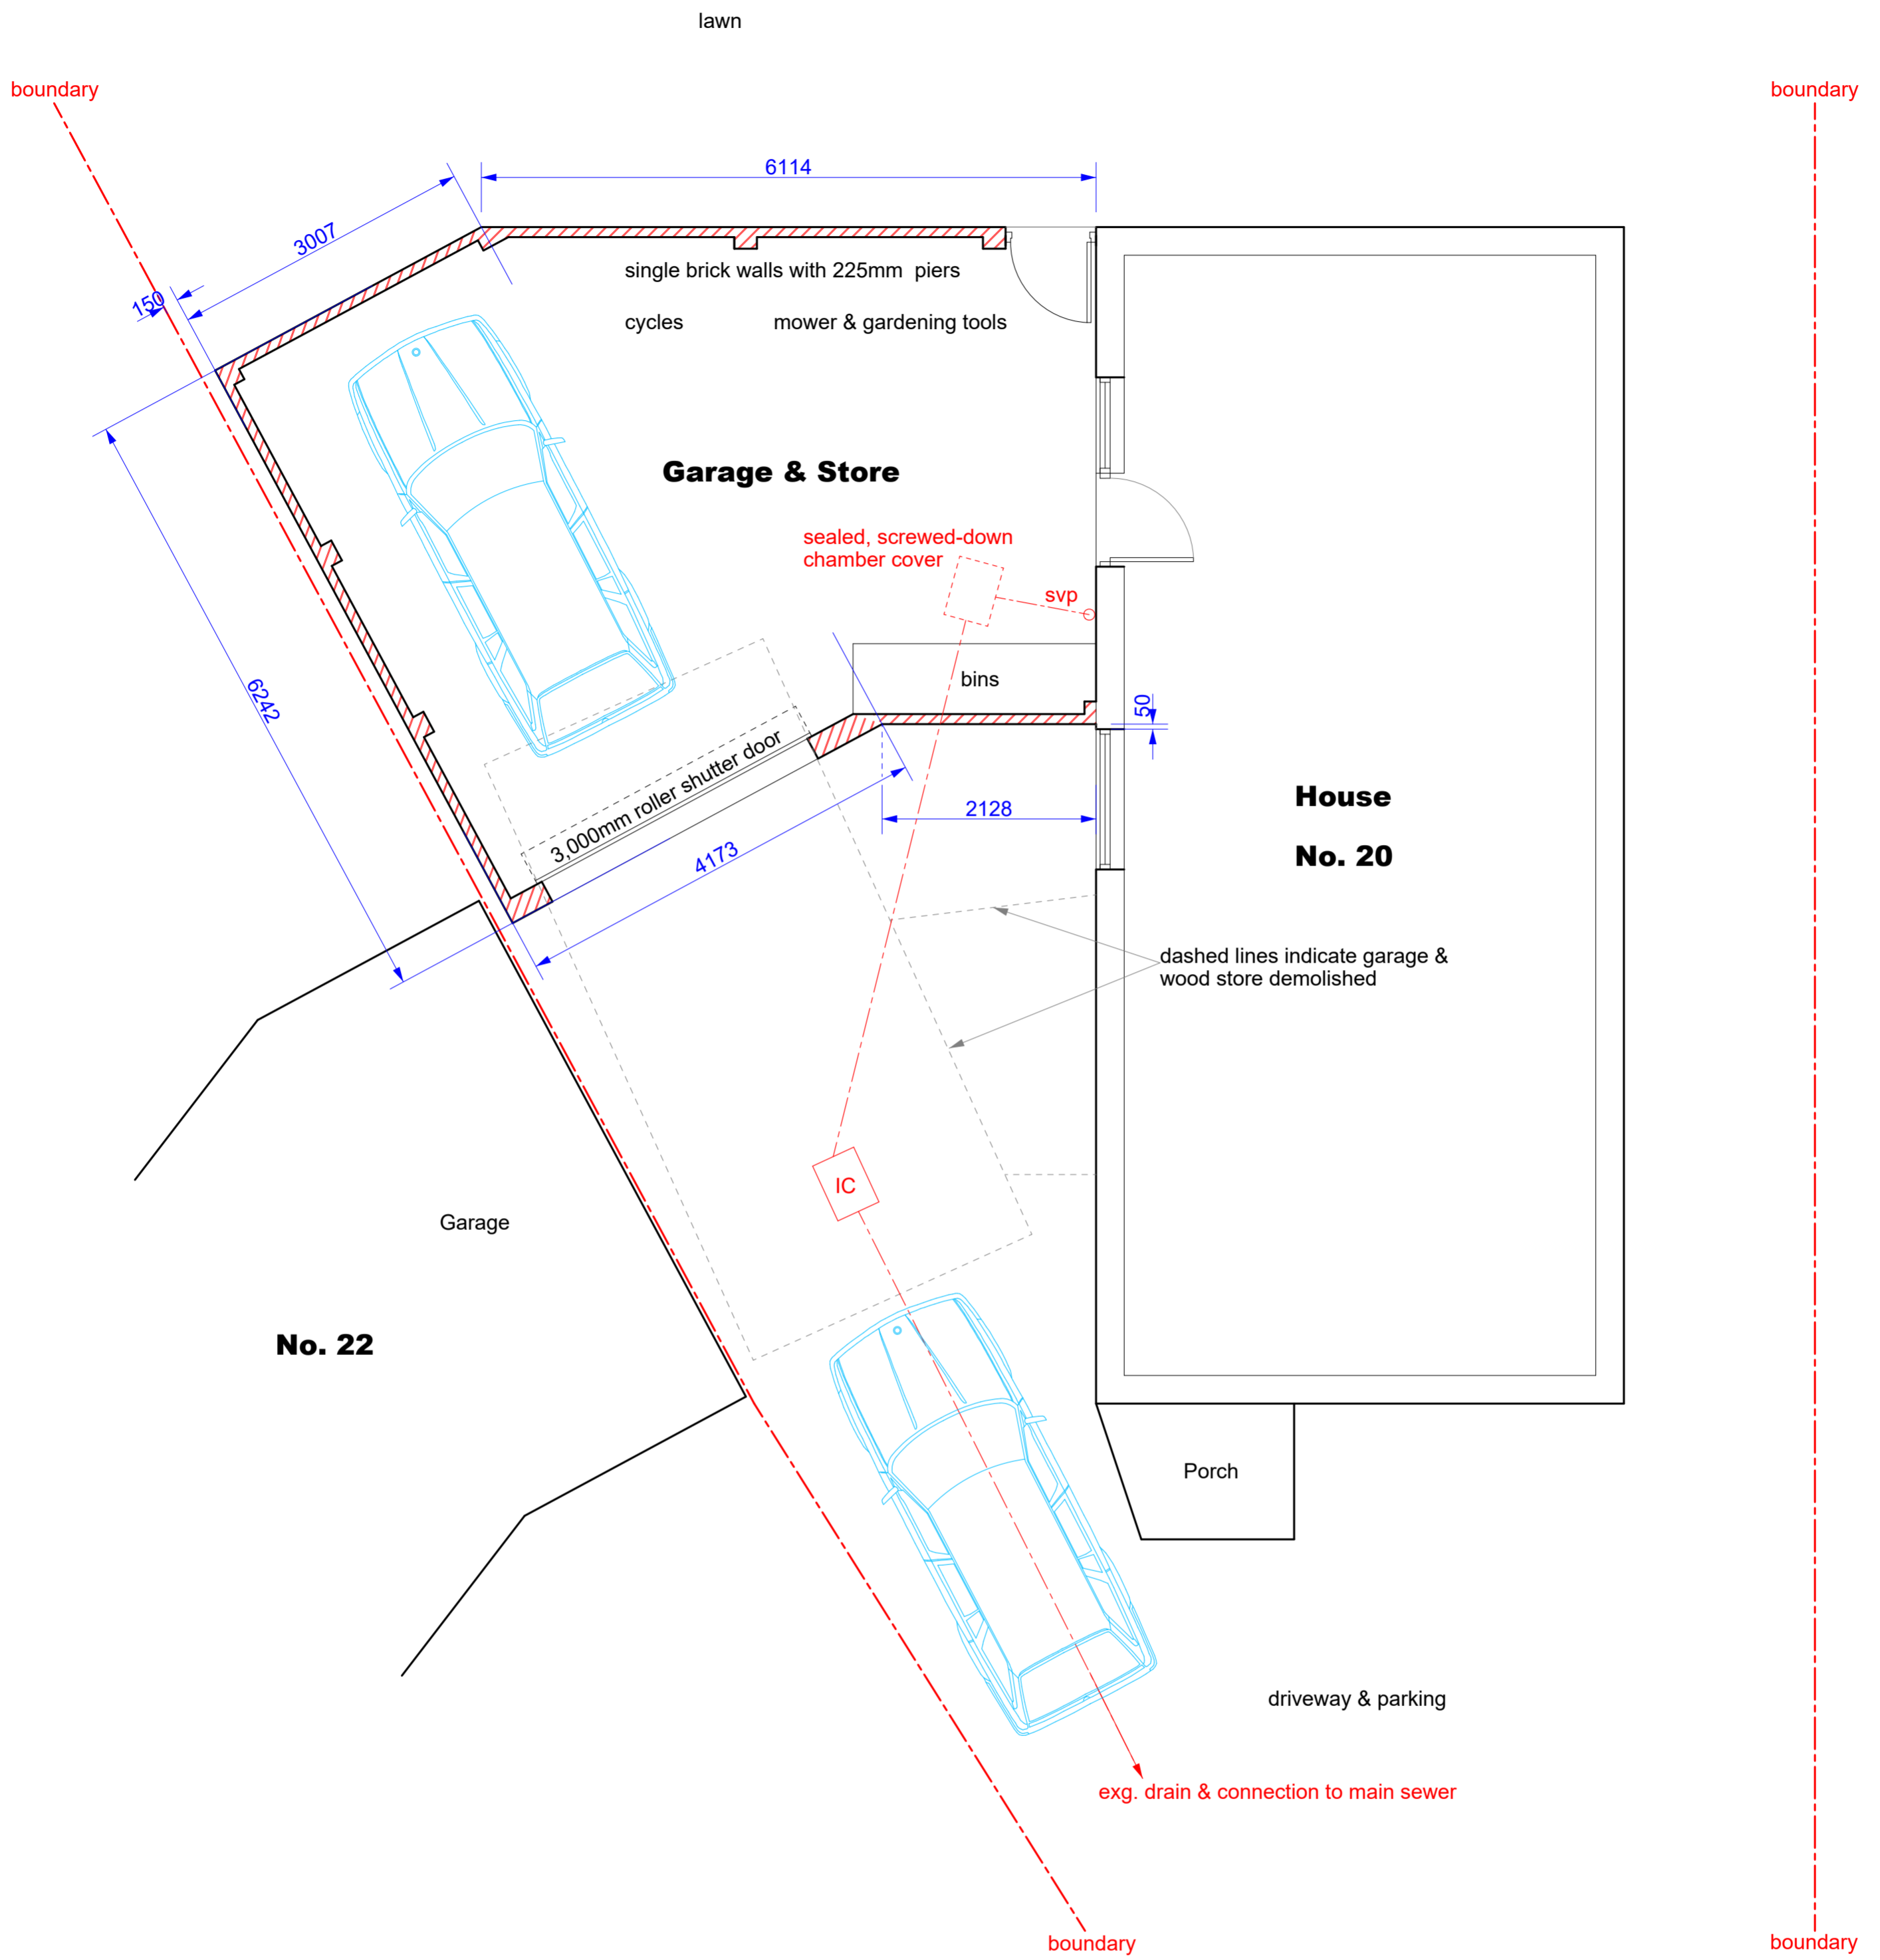 lawn
boundary
boundary
6114
3007
150
single brick walls with 225mm piers
cycles
mower & gardening tools
Garage & Store
sealed, screwed-down
chamber cover
svp
bins
50
6242
3,000mm roller shutter door
4173
2128
House
No. 20
dashed lines indicate garage &
wood store demolished
IC
Garage
No. 22
Porch
driveway & parking
exg. drain & connection to main sewer
boundary
boundary